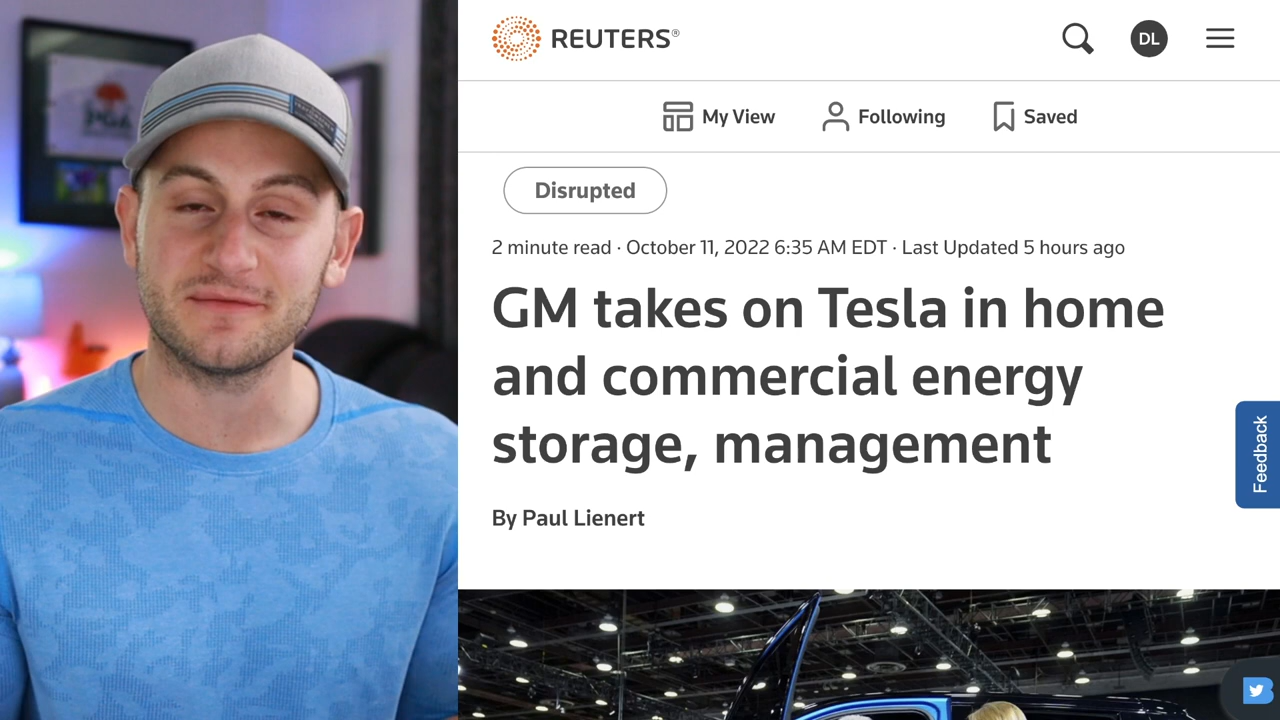 PGA
REUTERS®
DL
My View
Following
Saved
Disrupted
2 minute read · October 11, 2022 6:35 AM EDT · Last Updated 5 hours ago
GM takes on Tesla in home
and commercial energy
storage, management
By Paul Lienert
Feedback